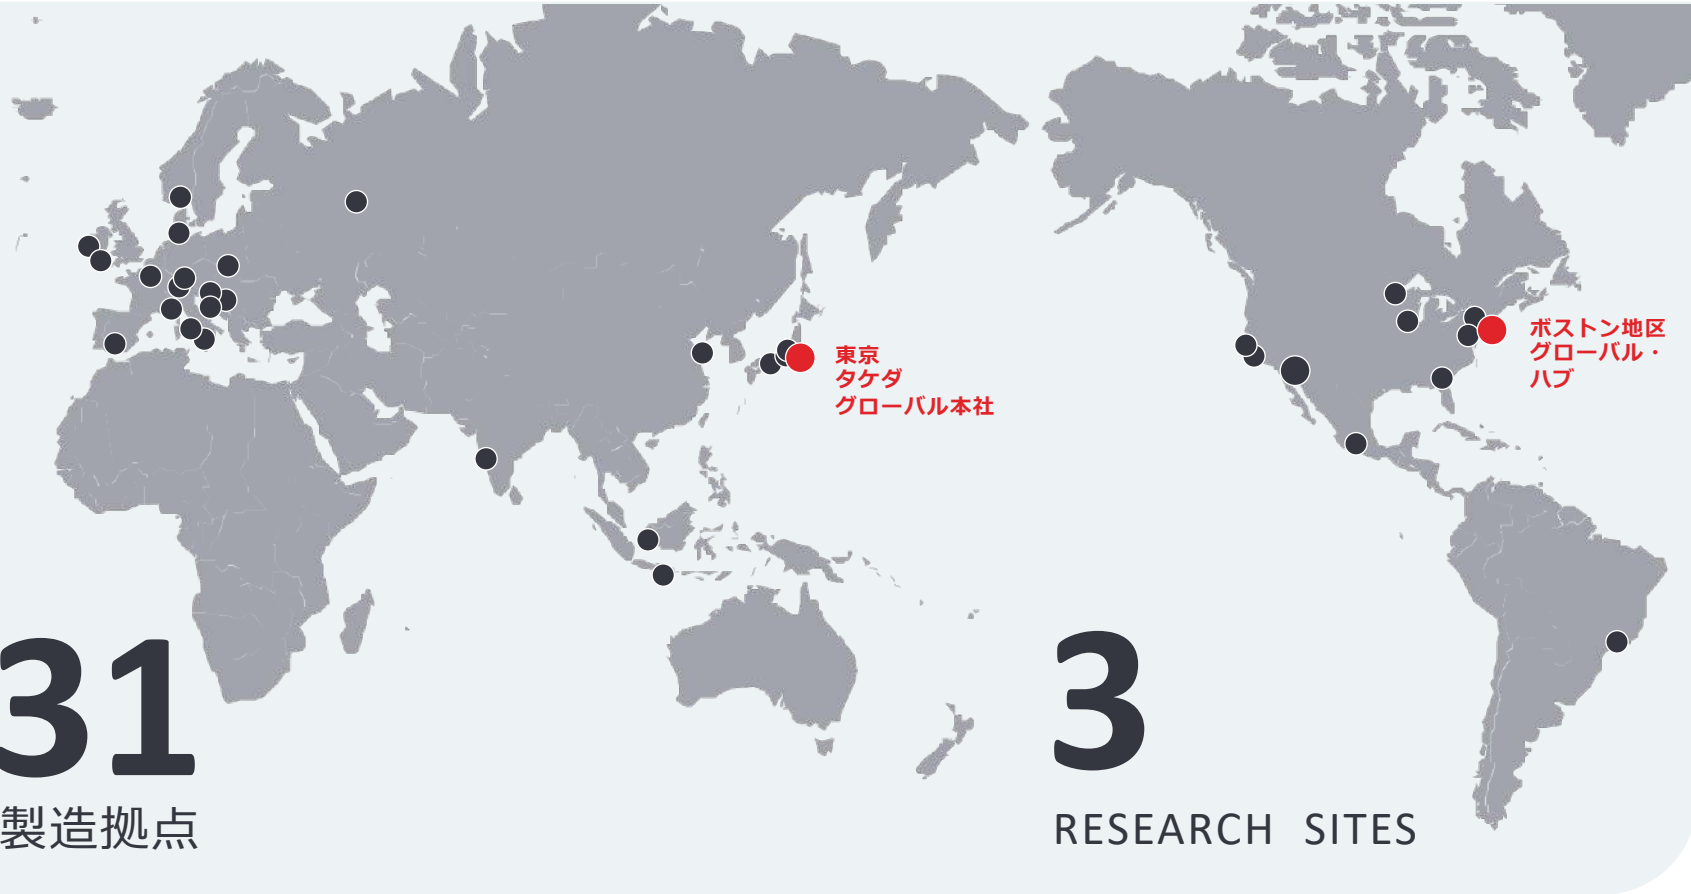 東京
タケダ
グローバル本社
ボストン地区
グローバル・
ハブ
31
製造拠点
3
RESEARCH SITES